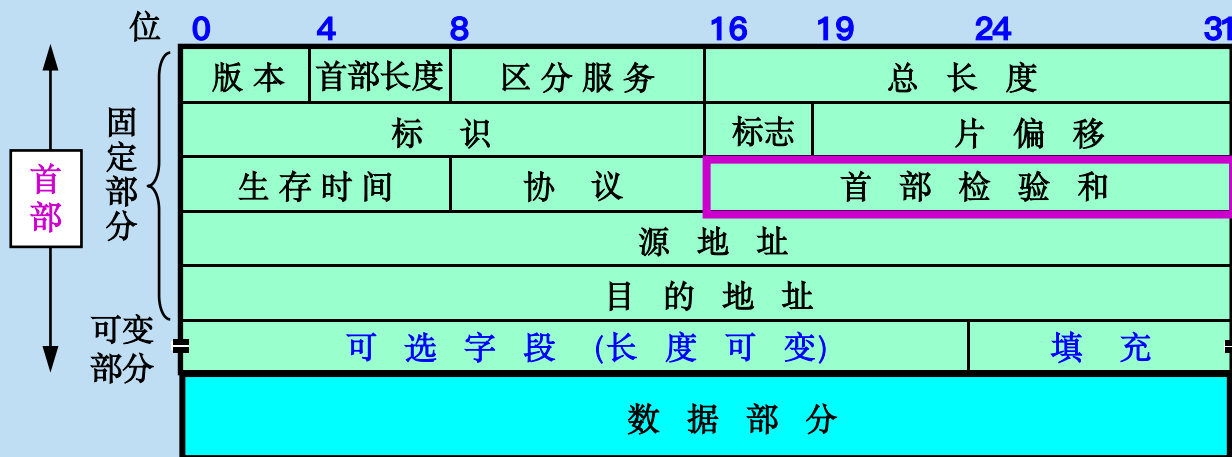 位 0 4 8 16 19 24 31
版本 首部长度 区分服务 总长度
标识 标志 片偏移
生存时间 协议 首部检验和
源地址
目的地址
可选字段 (长度可变) 填充
数据部分
首部
固定部分
可变部分